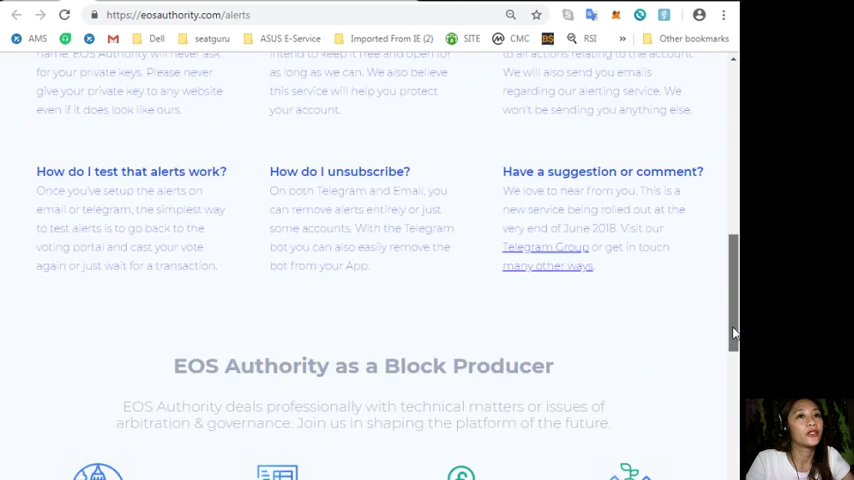 https://eosauthority.com/alerts
AMS Dell seatguru ASUS E-Service Imported From IE (2) SITE CMC RSI » Other bookmarks
name. EOS Authority will never ask
for your private keys. Please never
give your private key to any website
even if it does look like ours.
intend to keep it free and open for
as long as we can. We also believe
this service will help you protect
your account.
to all actions relating to the account.
We will also send you emails
regarding our alerting service. We
won't be sending you anything else.
How do I test that alerts work?
Once you've setup the alerts on
email or telegram, the simplest way
to test alerts is to go back to the
voting portal and cast your vote
again or just wait for a transaction.
How do I unsubscribe?
On both Telegram and Email, you
can remove alerts entirely or just
some accounts. With the Telegram
bot you can also easily remove the
bot from your App.
Have a suggestion or comment?
We love to hear from you. This is a
new service being rolled out at the
very end of June 2018. Visit our
Telegram Group or get in touch
many other ways.
EOS Authority as a Block Producer
EOS Authority deals professionally with technical matters or issues of
arbitration & governance. Join us in shaping the platform of the future.